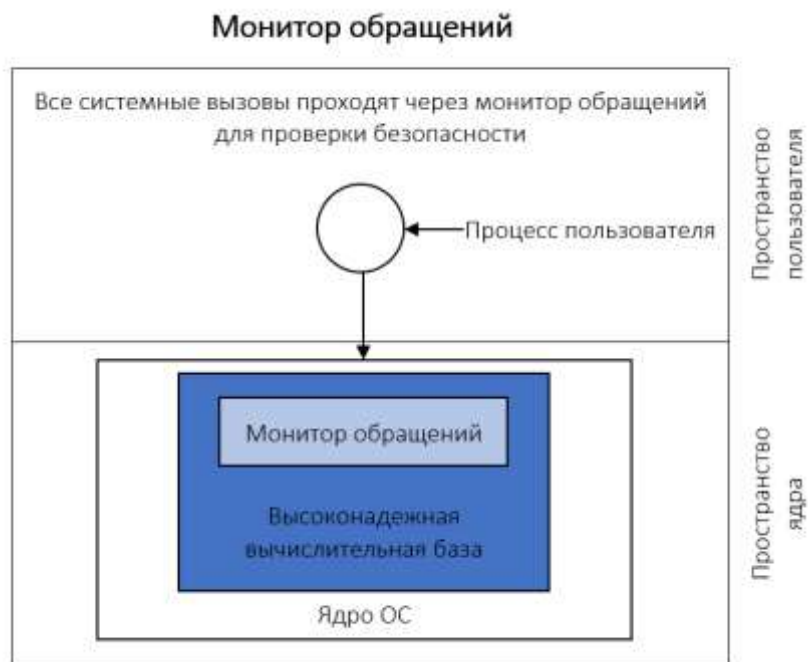 Монитор обращений
Все системные вызовы проходят через монитор обращений
для проверки безопасности
Процесс пользователя
Пространство
пользователя
Монитор обращений
Высоконадежная
вычислительная база
Ядро ОС
Пространство
ядра